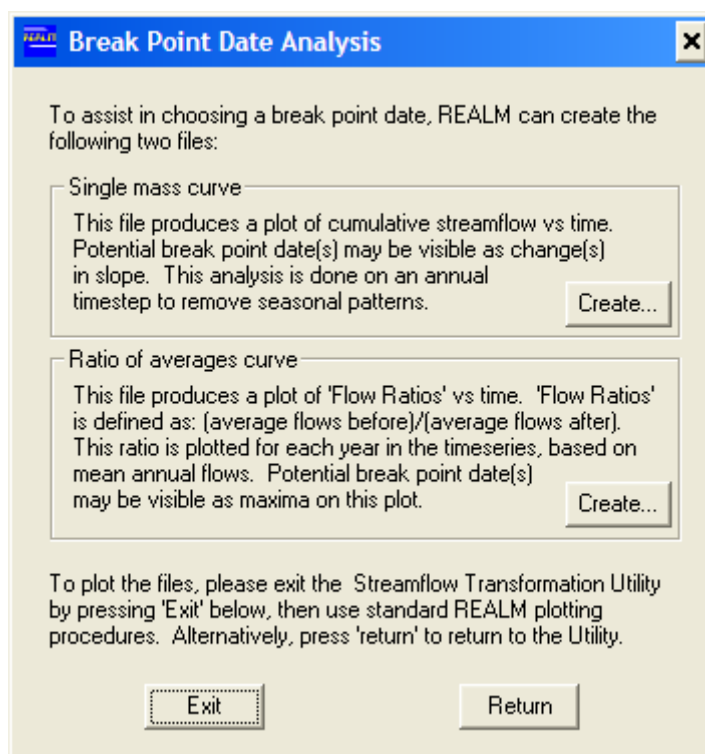 REALM
Break Point Date Analysis
To assist in choosing a break point date, REALM can create the
following two files:
Single mass curve
This file produces a plot of cumulative streamflow vs time.
Potential break point date(s) may be visible as change(s)
in slope. This analysis is done on an annual
timestep to remove seasonal patterns.
Create...
Ratio of averages curve
This file produces a plot of 'Flow Ratios' vs time. 'Flow Ratios'
is defined as: (average flows before)/(average flows after).
This ratio is plotted for each year in the timeseries, based on
mean annual flows. Potential break point date(s)
may be visible as maxima on this plot.
Create...
To plot the files, please exit the Streamflow Transformation Utility
by pressing 'Exit' below, then use standard REALM plotting
procedures. Alternatively, press 'return' to return to the Utility.
Exit
Return